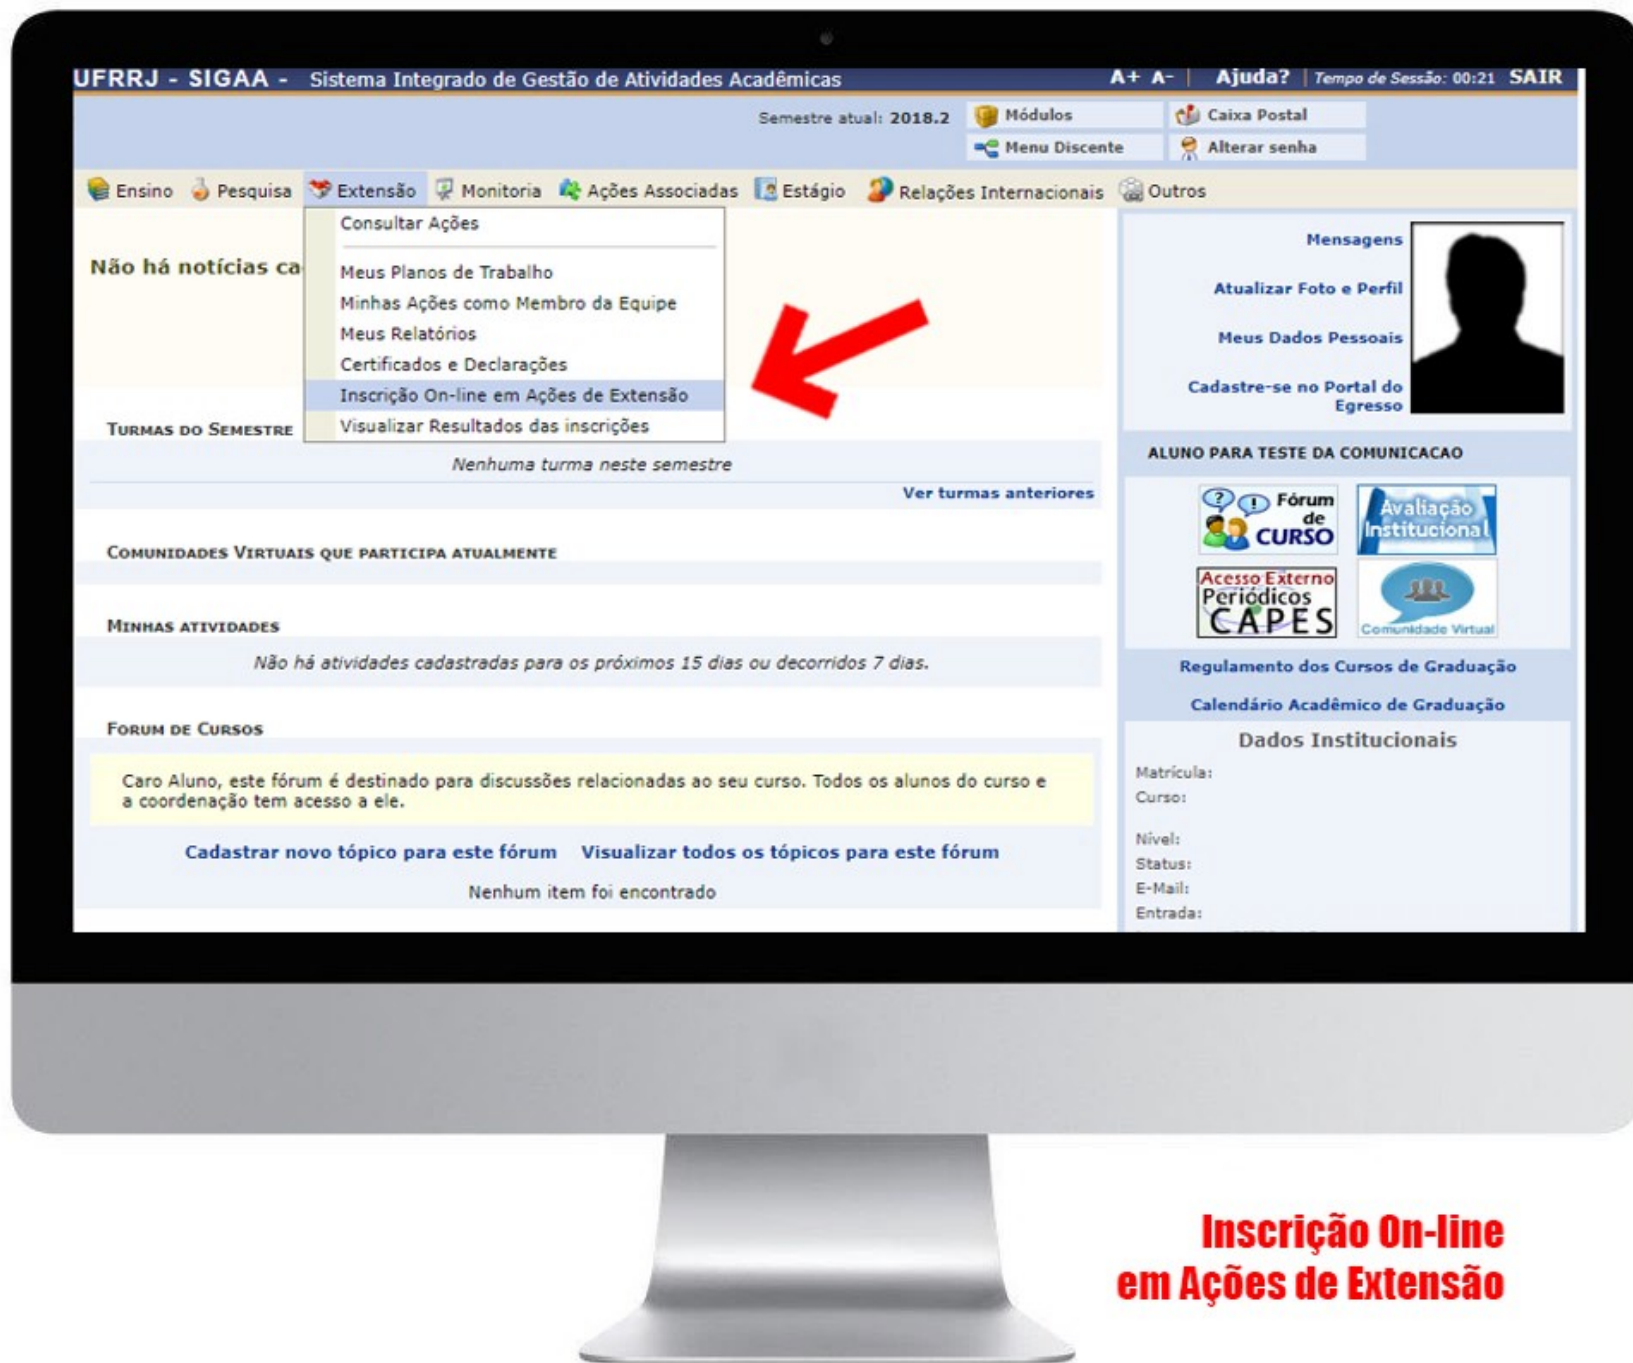 UFRRJ - SIGAA - Sistema Integrado de Gestão de Atividades Acadêmicas
A+ A- | Ajuda? | Tempo de Sessão: 00:21 SAIR
Semestre atual: 2018.2
Módulos
Caixa Postal
Menu Discente
Alterar senha
Ensino Pesquisa Extensão Monitoria Ações Associadas Estágio Relações Internacionais Outros
Consultar Ações
Não há notícias ca
Meus Planos de Trabalho
Minhas Ações como Membro da Equipe
Meus Relatórios
Certificados e Declarações
Inscrição On-line em Ações de Extensão
Visualizar Resultados das inscrições
TURMAS DO SEMESTRE
Nenhuma turma neste semestre
Ver turmas anteriores
COMUNIDADES VIRTUAIS QUE PARTICIPA ATUALMENTE
MINHAS ATIVIDADES
Não há atividades cadastradas para os próximos 15 dias ou decorridos 7 dias.
FORUM DE CURSOS
Caro Aluno, este fórum é destinado para discussões relacionadas ao seu curso. Todos os alunos do curso e
a coordenação tem acesso a ele.
Cadastrar novo tópico para este fórum Visualizar todos os tópicos para este fórum
Nenhum item foi encontrado
Mensagens
Atualizar Foto e Perfil
Meus Dados Pessoais
Cadastre-se no Portal do
Egresso
ALUNO PARA TESTE DA COMUNICACAO
Fórum
de
CURSO
Avaliação
Institucional
Acesso Externo
Periódicos
CAPES
Comunidade Virtual
Regulamento dos Cursos de Graduação
Calendário Acadêmico de Graduação
Dados Institucionais
Matrícula:
Curso:
Nível:
Status:
E-Mail:
Entrada:
Inscrição On-line
em Ações de Extensão